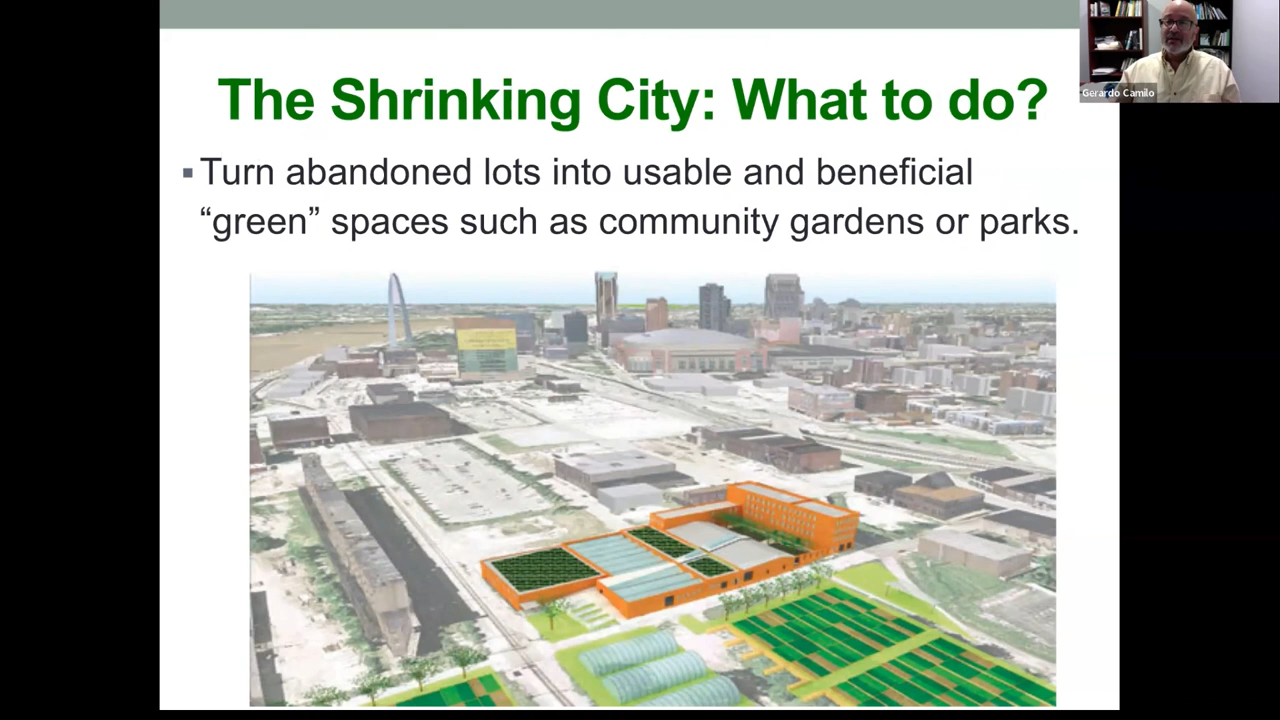 The Shrinking City: What to do?
Gerardo Camilo
▪ Turn abandoned lots into usable and beneficial
“green” spaces such as community gardens or parks.